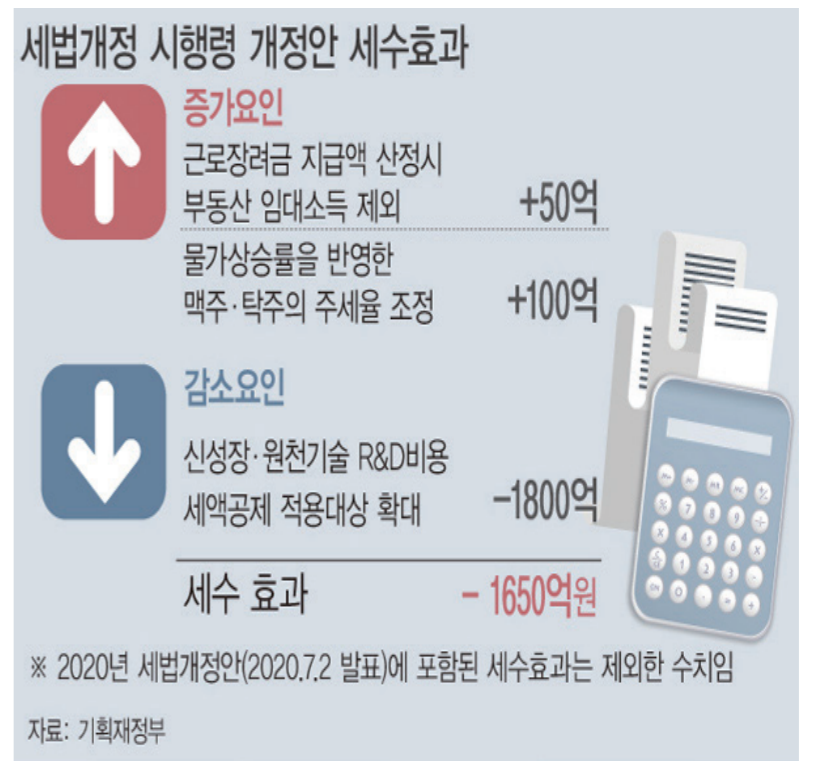 세법개정 시행령 개정안 세수효과
증가요인
근로장려금 지급액 산정시
부동산 임대소득 제외 +50억
물가상승률을 반영한
맥주·탁주의 주세율 조정 +100억
감소요인
신성장·원천기술 R&D비용
세액공제 적용대상 확대 -1800억
세수 효과 - 1650억원
※ 2020년 세법개정안(2020.7.2 발표)에 포함된 세수효과는 제외한 수치임
자료: 기획재정부